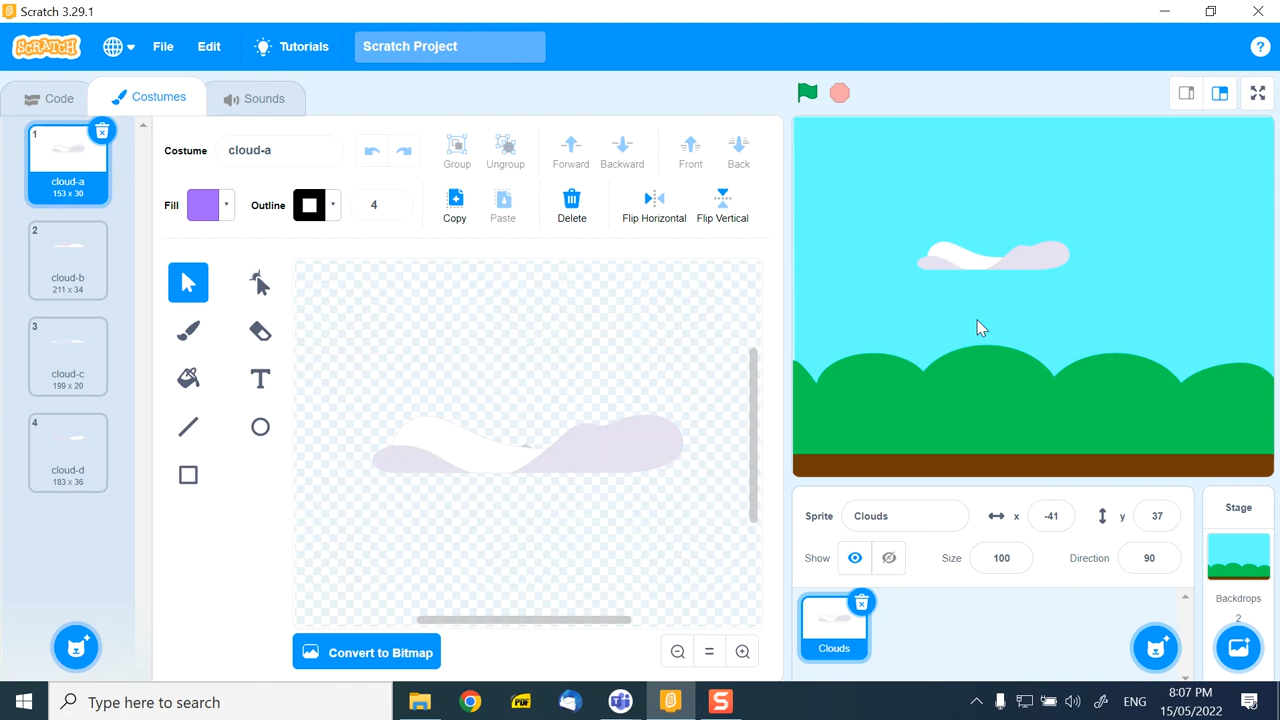 Scratch 3.29.1
SCRATCH File Edit Tutorials Scratch Project ?
Code Costumes Sounds
1
cloud-a
153 x 30
2
cloud-b
211 x 34
3
cloud-c
199 x 20
4
cloud-d
183 x 36
Costume cloud-a Group Ungroup Forward Backward Front Back
Fill Outline 4 Copy Paste Delete Flip Horizontal Flip Vertical
T
Convert to Bitmap
Sprite Clouds x -41 y 37
Show Size 100 Direction 90
Clouds
Stage
Backdrops
2
Type here to search
PDF
S
ENG
8:07 PM
15/05/2022